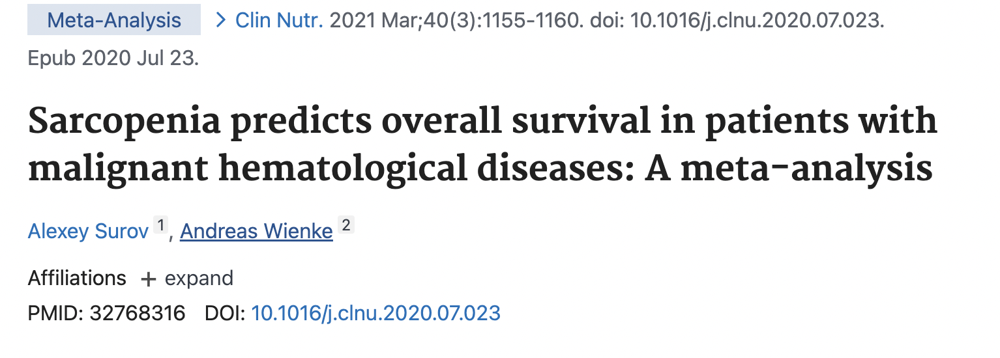 Meta-Analysis > Clin Nutr. 2021 Mar;40(3):1155-1160. doi: 10.1016/j.clnu.2020.07.023.
Epub 2020 Jul 23.
Sarcopenia predicts overall survival in patients with
malignant hematological diseases: A meta-analysis
Alexey Surov 1, Andreas Wienke 2
Affiliations + expand
PMID: 32768316 DOI: 10.1016/j.clnu.2020.07.023